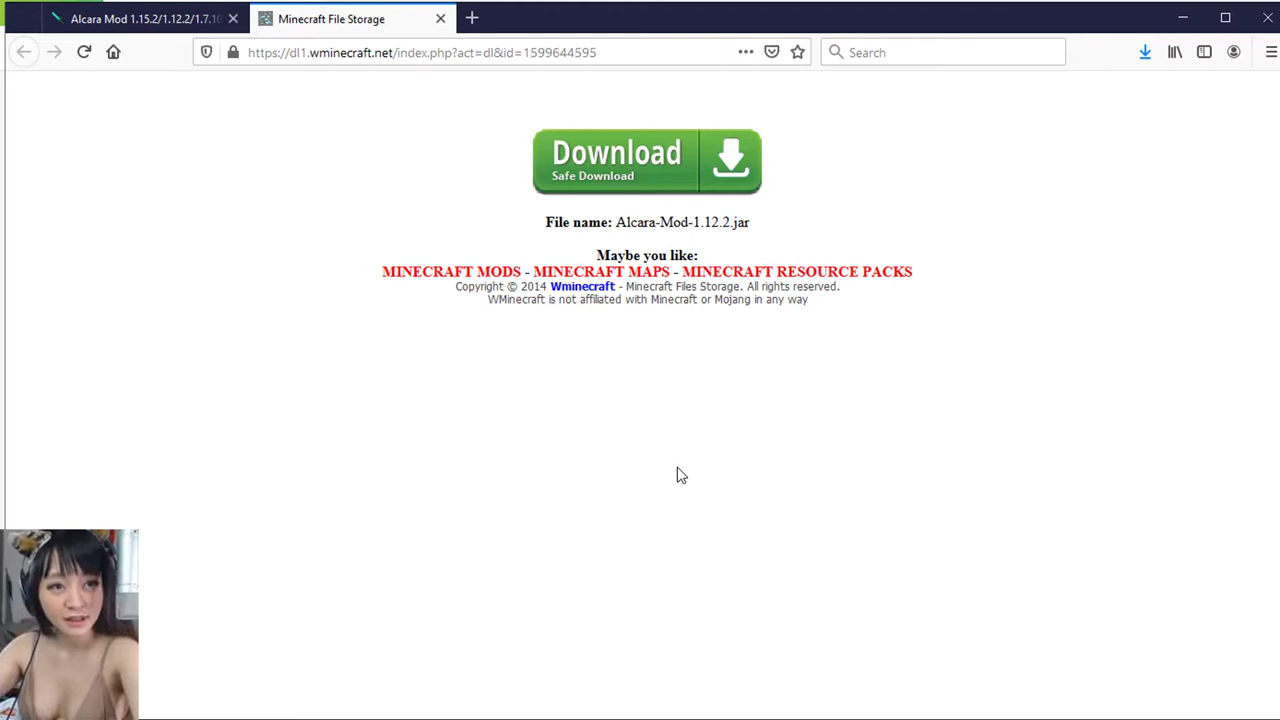 Alcara Mod 1.15.2/1.12.2/1.7.10
Minecraft File Storage
https://dl1.wminecraft.net/index.php?act=dl&id=1599644595
Search
Download
Safe Download
File name: Alcara-Mod-1.12.2.jar
Maybe you like:
MINECRAFT MODS - MINECRAFT MAPS - MINECRAFT RESOURCE PACKS
Copyright © 2014 Wminecraft - Minecraft Files Storage. All rights reserved.
WMinecraft is not affiliated with Minecraft or Mojang in any way